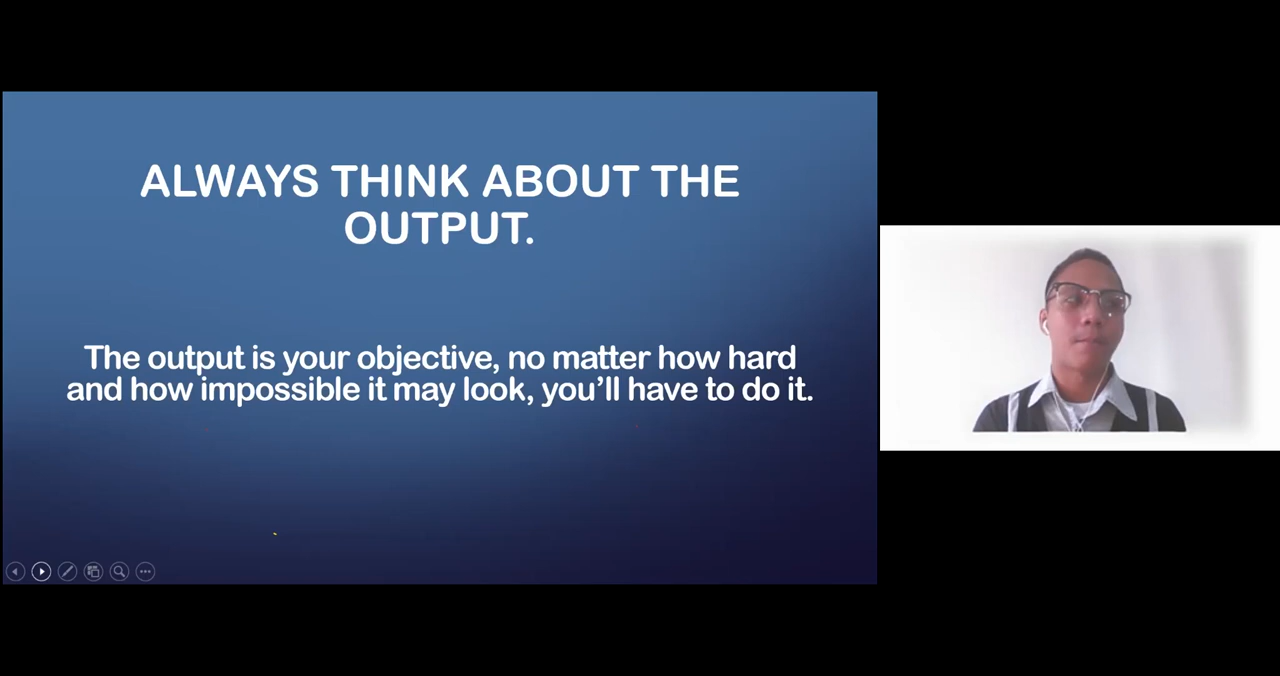 ALWAYS THINK ABOUT THE
OUTPUT.
The output is your objective, no matter how hard
and how impossible it may look, you’ll have to do it.